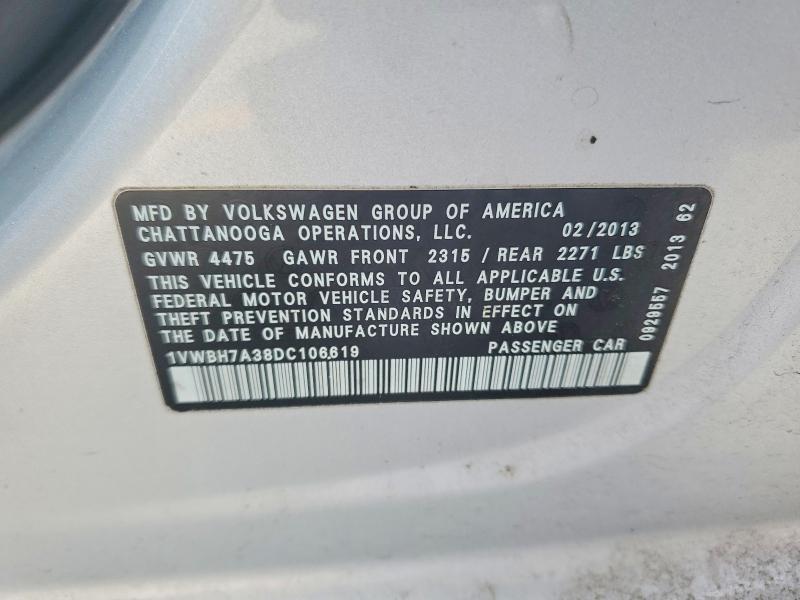 MFD BY VOLKSWAGEN GROUP OF AMERICA
CHATTANOOGA OPERATIONS, LLC. 02/2013
GVWR 4475 GAWR FRONT 2315 / REAR 2271 LBS
THIS VEHICLE CONFORMS TO ALL APPLICABLE U.S.
FEDERAL MOTOR VEHICLE SAFETY, BUMPER AND
THEFT PREVENTION STANDARDS IN EFFECT ON
THE DATE OF MANUFACTURE SHOWN ABOVE
1VWBH7A38DC106619 PASSENGER CAR
0929557 2013 62